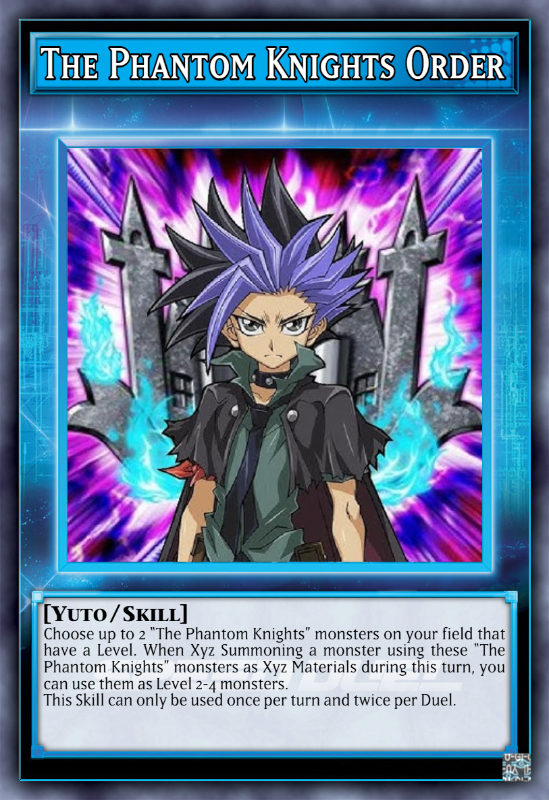 The Phantom Knights Order
[Yuto/Skill]
Choose up to 2 "The Phantom Knights" monsters on your field that
have a Level. When Xyz Summoning a monster using these "The
Phantom Knights" monsters as Xyz Materials during this turn, you
can use them as Level 2-4 monsters.
This Skill can only be used once per turn and twice per Duel.